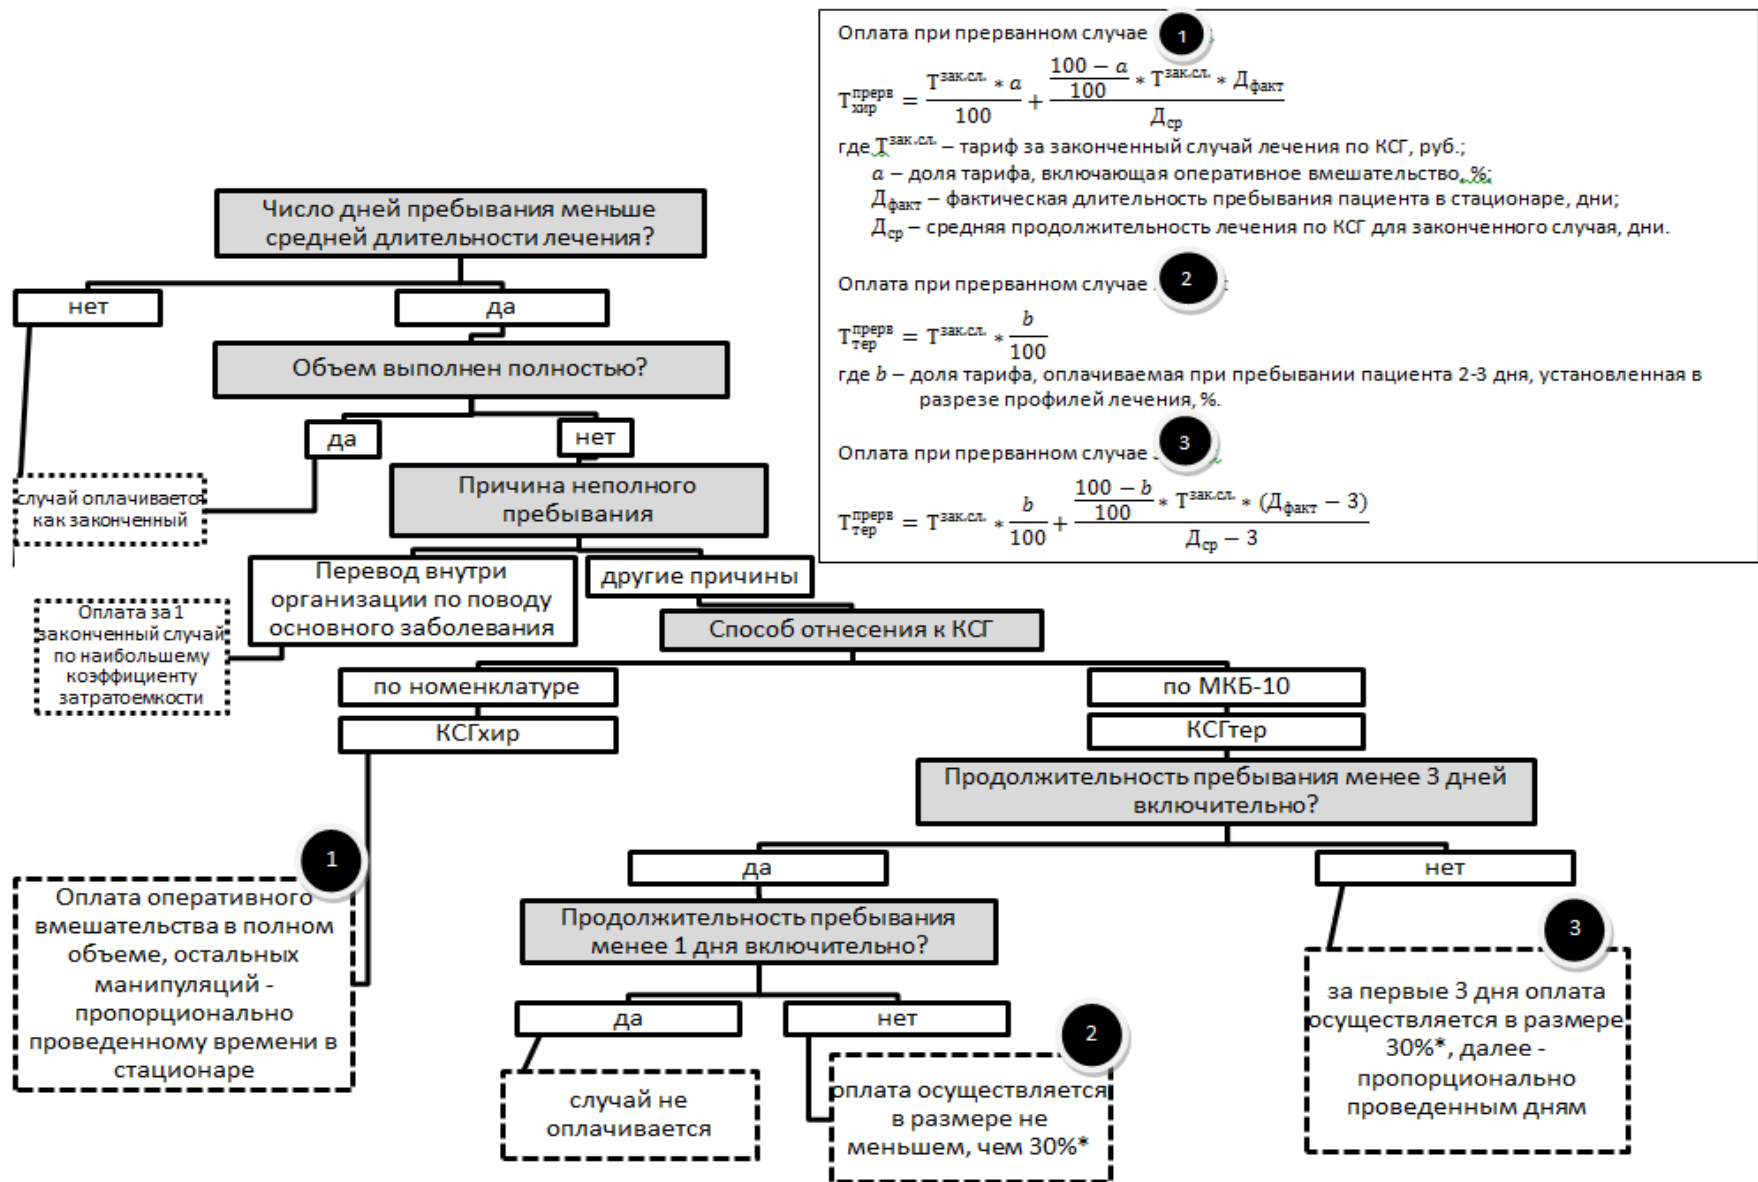 Оплата при прерванном случае 1
T^зак.сл. * a
100
100 − a
100
* T^зак.сл. * Д_факт
Д_ср
T^прерв_хир = +
где T^зак.сл. – тариф за законченный случай лечения по КСГ, руб.;
a – доля тарифа, включающая оперативное вмешательство, %;
Д_факт – фактическая длительность пребывания пациента в стационаре, дни;
Д_ср – средняя продолжительность лечения по КСГ для законченного случая, дни.
Оплата при прерванном случае 2
T^прерв_тер = T^зак.сл. * b
100
где b – доля тарифа, оплачиваемая при пребывании пациента 2-3 дня, установленная в
разрезе профилей лечения, %.
Оплата при прерванном случае 3
T^прерв_тер = T^зак.сл. * b
100
+
100 − b
100
* T^зак.сл. * (Д_факт − 3)
Д_ср − 3
Число дней пребывания меньше
средней длительности лечения?
нет
да
Объем выполнен полностью?
да
нет
случай оплачивается
как законченный
Причина неполного
пребывания
Перевод внутри
организации по поводу
основного заболевания
другие причины
Оплата за 1
законченный случай
по наибольшему
коэффициенту
затратоемкости
Способ отнесения к КСГ
по номенклатуре
по МКБ-10
КСГхир
КСГтер
Продолжительность пребывания менее 3 дней
включительно?
1
Оплата оперативного
вмешательства в полном
объеме, остальных
манипуляций -
пропорционально
проведенному времени в
стационаре
да
нет
Продолжительность пребывания
менее 1 дня включительно?
да
нет
случай не
оплачивается
2
оплата осуществляется
в размере не
меньшем, чем 30%*
3
за первые 3 дня оплата
осуществляется в размере
30%*, далее -
пропорционально
проведенным дням